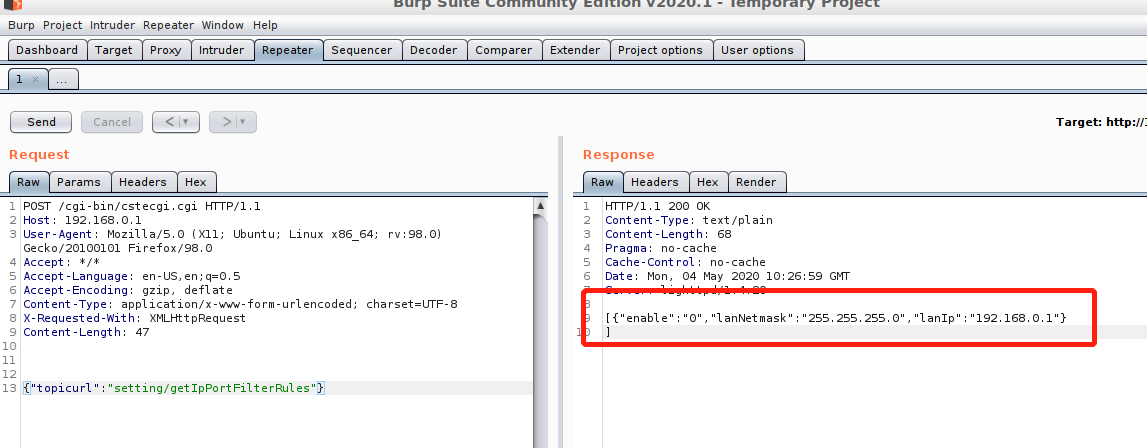 Burp Suite Community Edition v2020.1 - Temporary Project
Burp Project Intruder Repeater Window Help
Dashboard Target Proxy Intruder Repeater Sequencer Decoder Comparer Extender Project options User options
1 × ...
Send Cancel < > Target: http://
Request
Raw Params Headers Hex
1 POST /cgi-bin/cstecgi.cgi HTTP/1.1
2 Host: 192.168.0.1
3 User-Agent: Mozilla/5.0 (X11; Ubuntu; Linux x86_64; rv:98.0)
Gecko/20100101 Firefox/98.0
4 Accept: */*
5 Accept-Language: en-US,en;q=0.5
6 Accept-Encoding: gzip, deflate
7 Content-Type: application/x-www-form-urlencoded; charset=UTF-8
8 X-Requested-With: XMLHttpRequest
9 Content-Length: 47
10
11
12
13 {"topicurl":"setting/getIpPortFilterRules"}
Response
Raw Headers Hex Render
1 HTTP/1.1 200 OK
2 Content-Type: text/plain
3 Content-Length: 68
4 Pragma: no-cache
5 Cache-Control: no-cache
6 Date: Mon, 04 May 2020 10:26:59 GMT
7 Server: lighttpd/1.4.20
8
9 [{"enable":"0","lanNetmask":"255.255.255.0","lanIp":"192.168.0.1"}
10 ]